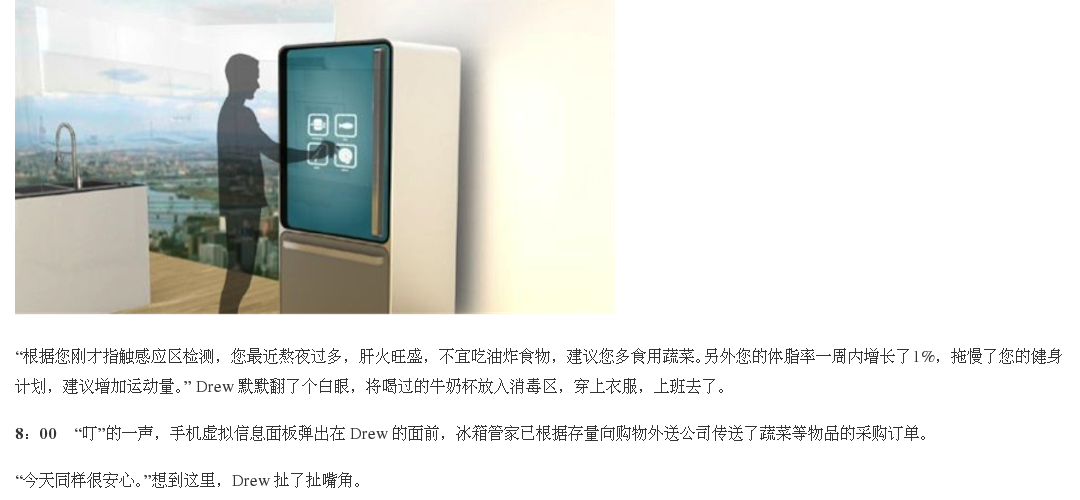 “根据您刚才指触感应区检测，您最近熬夜过多，肝火旺盛，不宜吃油炸食物，建议您多食用蔬菜。另外您的体脂率一周内增长了1%，拖慢了您的健身
计划，建议增加运动量。” Drew 默默翻了个白眼，将喝过的牛奶杯放入消毒区，穿上衣服，上班去了。
8：00 “叮”的一声，手机虚拟信息面板弹出在 Drew 的面前，冰箱管家已根据存量向购物外送公司传送了蔬菜等物品的采购订单。
“今天同样很安心。”想到这里，Drew 扯了扯嘴角。